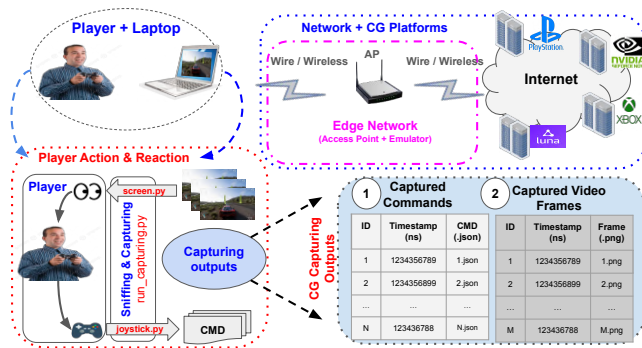 Player + Laptop
Network + CG Platforms
Wire / Wireless
AP
Wire / Wireless
Edge Network
(Access Point + Emulator)
PlayStation
Internet
NVIDIA
GEFORCE NOW
XBOX
luna
Player Action & Reaction
Player
screen.py
Sniffing & Capturing
run_capturing.py
joystick.py
CMD
Capturing
outputs
CG Capturing
Outputs
1 Captured
Commands
ID Timestamp
(ns) CMD
(.json)
1 1234356789 1.json
2 1234356899 2.json
... ... ...
N 123436788 N.json
2 Captured Video
Frames
ID Timestamp
(ns) Frame
(.png)
1 1234356789 1.png
2 1234356899 2.png
... ... ...
M 123436788 M.png